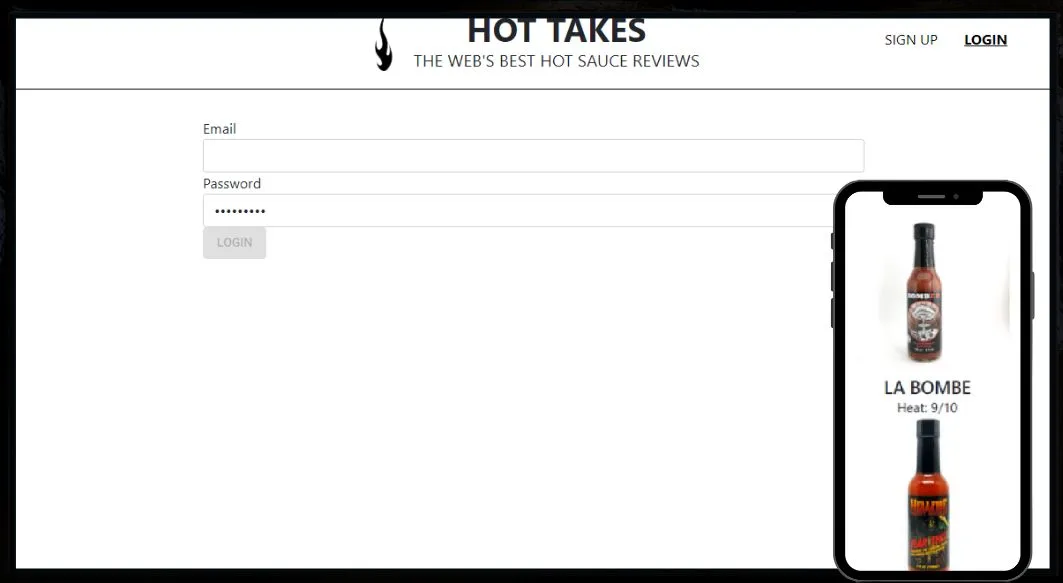 HOT TAKES
THE WEB'S BEST HOT SAUCE REVIEWS
SIGN UP LOGIN
Email
Password
•••••••••
LOGIN
LA BOMBE
Heat: 9/10
HELLFIRE